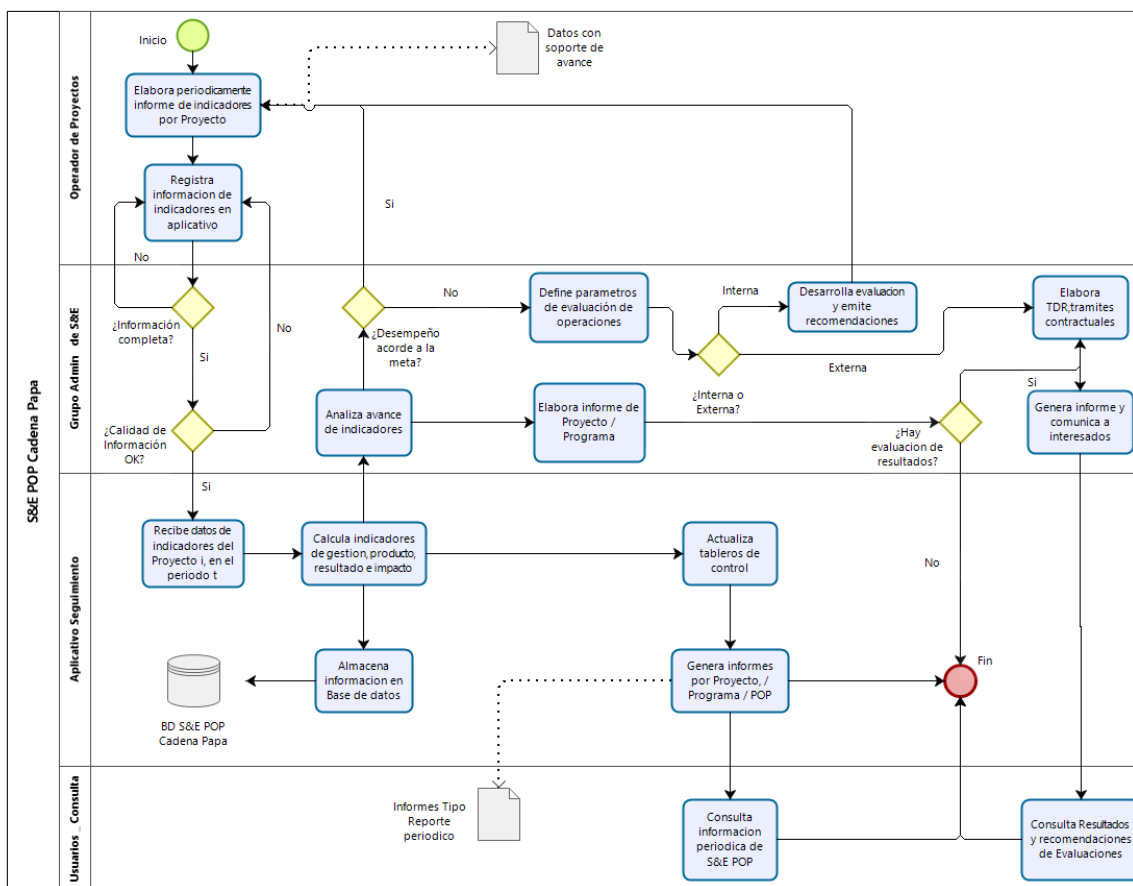 S&E POP Cadena Papa
Operador de Proyectos
Inicio
Datos con
soporte de
avance
Elabora periodicamente
informe de indicadores
por Proyecto
Registra
informacion de
indicadores en
aplicativo
Si
No
Grupo Admin de S&E
¿Información
completa?
No
Si
¿Calidad de
Información
OK?
Si
¿Desempeño
acorde a la
meta?
No
Define parametros
de evaluación de
operaciones
Interna
Desarrolla evaluacion
y emite
recomendaciones
Externa
¿Interna o
Externa?
Elabora
TDR,tramites
contractuales
Analiza avance
de indicadores
Elabora informe de
Proyecto /
Programa
¿Hay
evaluacion de
resultados?
Si
Genera informe y
comunica a
interesados
Aplicativo Seguimiento
Recibe datos de
indicadores del
Proyecto i, en el
periodo t
Calcula indicadores
de gestion, producto,
resultado e impacto
Actualiza
tableros de
control
No
Almacena
informacion en
Base de datos
BD S&E POP
Cadena Papa
Genera informes
por Proyecto, /
Programa / POP
Fin
Usuarios _ Consulta
Informes Tipo
Reporte
periodico
Consulta
informacion
periodica de
S&E POP
Consulta Resultados
y recomendaciones
de Evaluaciones